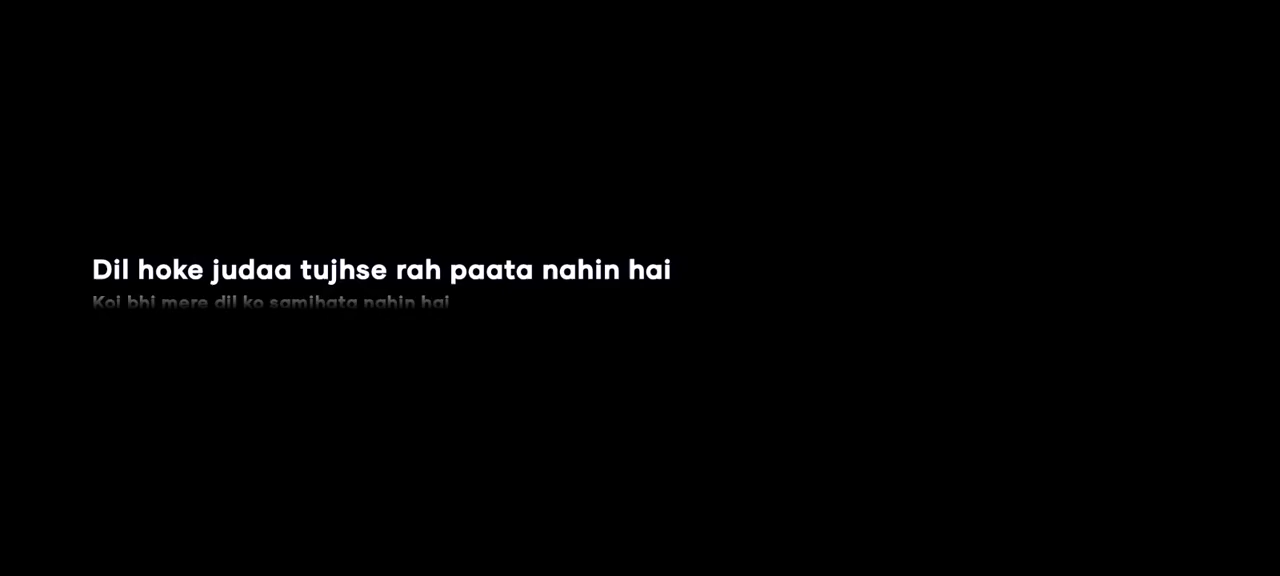 Dil hoke judaa tujhse rah paata nahin hai
Koi bhi mere dil ko samjhata nahin hai